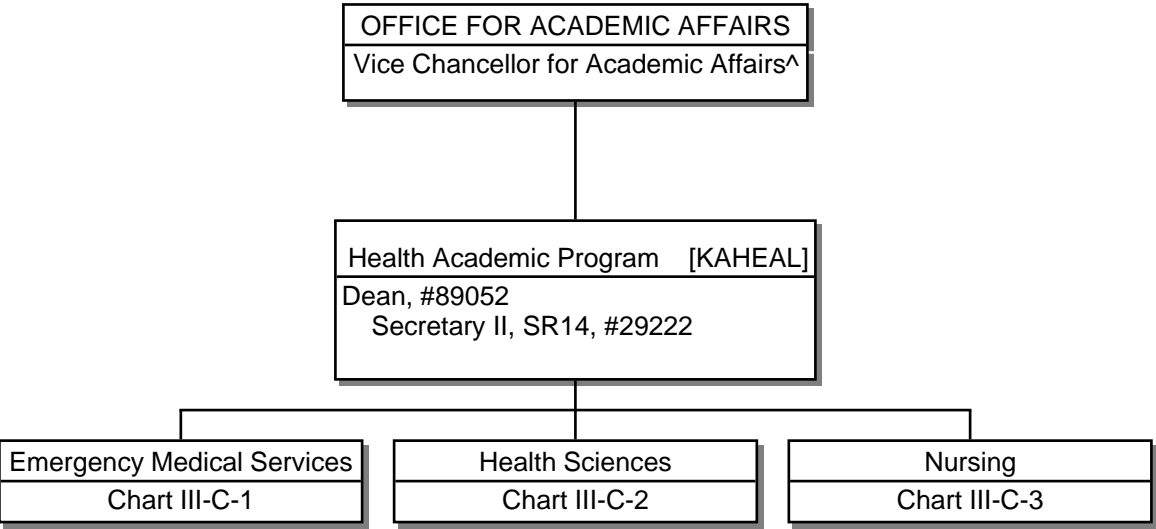 OFFICE FOR ACADEMIC AFFAIRS
Vice Chancellor for Academic Affairs^
Health Academic Program [KAHEAL]
Dean, #89052
Secretary II, SR14, #29222
Emergency Medical Services
Chart III-C-1
Health Sciences
Chart III-C-2
Nursing
Chart III-C-3